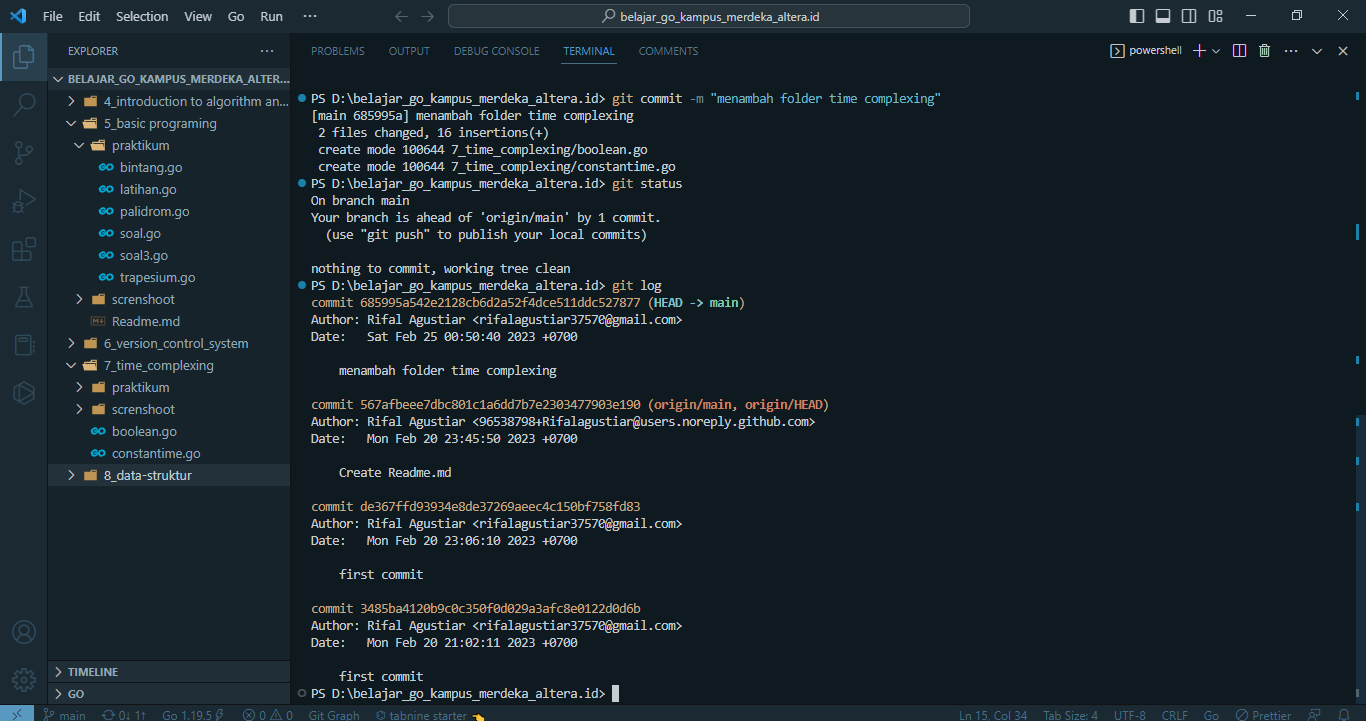 File Edit Selection View Go Run ···
belajar_go_kampus_merdeka_altera.id
EXPLORER
BELAJAR_GO_KAMPUS_MERDEKA_ALTER...
4_introduction to algorithm an...
5_basic programing
praktikum
bintang.go
latihan.go
palidrom.go
soal.go
soal3.go
trapesium.go
screnshoot
Readme.md
6_version_control_system
7_time_complexing
praktikum
screnshoot
boolean.go
constantime.go
8_data-struktur
TIMELINE
GO
PROBLEMS OUTPUT DEBUG CONSOLE TERMINAL COMMENTS
powershell
PS D:\belajar_go_kampus_merdeka_altera.id> git commit -m "menambah folder time complexing"
[main 685995a] menambah folder time complexing
2 files changed, 16 insertions(+)
create mode 100644 7_time_complexing/boolean.go
create mode 100644 7_time_complexing/constantime.go
PS D:\belajar_go_kampus_merdeka_altera.id> git status
On branch main
Your branch is ahead of 'origin/main' by 1 commit.
(use "git push" to publish your local commits)
nothing to commit, working tree clean
PS D:\belajar_go_kampus_merdeka_altera.id> git log
commit 685995a542e2128cb6d2a52f4dce511ddc527877 (HEAD -> main)
Author: Rifal Agustiar <rifalagustiar37570@gmail.com>
Date:   Sat Feb 25 00:50:40 2023 +0700
menambah folder time complexing
commit 567afbeee7dbc801c1a6dd7b7e2303477903e190 (origin/main, origin/HEAD)
Author: Rifal Agustiar <96538798+Rifalagustiar@users.noreply.github.com>
Date:   Mon Feb 20 23:45:50 2023 +0700
Create Readme.md
commit de367ffd93934e8de37269aeec4c150bf758fd83
Author: Rifal Agustiar <rifalagustiar37570@gmail.com>
Date:   Mon Feb 20 23:06:10 2023 +0700
first commit
commit 3485ba4120b9c0c350f0d029a3afc8e0122d0d6b
Author: Rifal Agustiar <rifalagustiar37570@gmail.com>
Date:   Mon Feb 20 21:02:11 2023 +0700
first commit
PS D:\belajar_go_kampus_merdeka_altera.id>
main 0↓ 1↑ Go 1.19.5 0 0 Git Graph tabnine starter Ln 15, Col 34 Tab Size: 4 UTF-8 CRLF Go Prettier